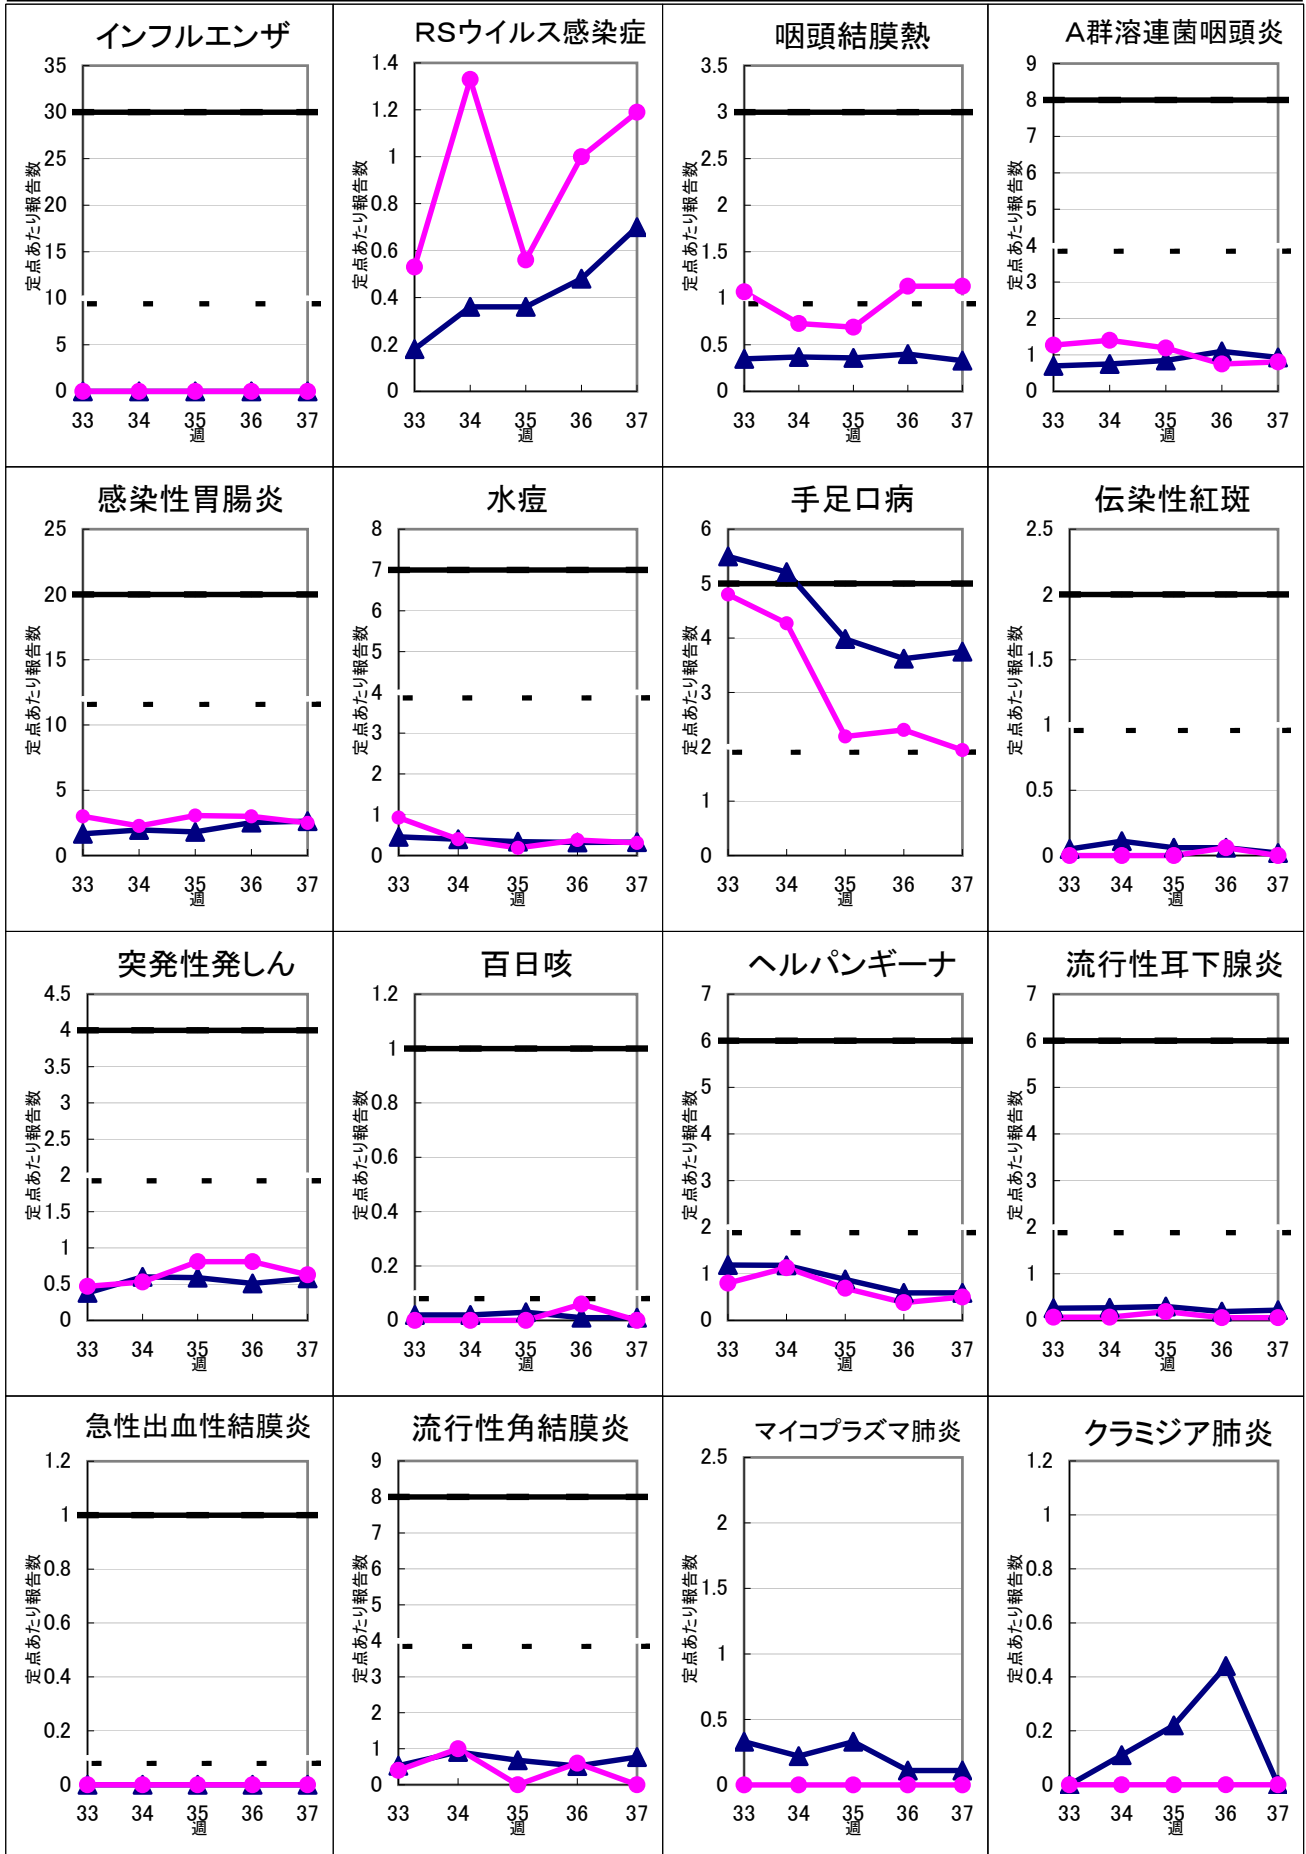 インフルエンザ
35
30
25
20
15
10
5
0
定点あたり報告数
33 34 35 36 37
週
RSウイルス感染症
1.4
1.2
1
0.8
0.6
0.4
0.2
0
定点あたり報告数
33 34 35 36 37
週
咽頭結膜熱
3.5
3
2.5
2
1.5
1
0.5
0
定点あたり報告数
33 34 35 36 37
週
A群溶連菌咽頭炎
9
8
7
6
5
4
3
2
1
0
定点あたり報告数
33 34 35 36 37
週
感染性胃腸炎
25
20
15
10
5
0
定点あたり報告数
33 34 35 36 37
週
水痘
8
7
6
5
4
3
2
1
0
定点あたり報告数
33 34 35 36 37
週
手足口病
6
5
4
3
2
1
0
定点あたり報告数
33 34 35 36 37
週
伝染性紅斑
2.5
2
1.5
1
0.5
0
定点あたり報告数
33 34 35 36 37
週
突発性発しん
4.5
4
3.5
3
2.5
2
1.5
1
0.5
0
定点あたり報告数
33 34 35 36 37
週
百日咳
1.2
1
0.8
0.6
0.4
0.2
0
定点あたり報告数
33 34 35 36 37
週
ヘルパンギーナ
7
6
5
4
3
2
1
0
定点あたり報告数
33 34 35 36 37
週
流行性耳下腺炎
7
6
5
4
3
2
1
0
定点あたり報告数
33 34 35 36 37
週
急性出血性結膜炎
1.2
1
0.8
0.6
0.4
0.2
0
定点あたり報告数
33 34 35 36 37
週
流行性角結膜炎
9
8
7
6
5
4
3
2
1
0
定点あたり報告数
33 34 35 36 37
週
マイコプラズマ肺炎
2.5
2
1.5
1
0.5
0
定点あたり報告数
33 34 35 36 37
週
クラミジア肺炎
1.2
1
0.8
0.6
0.4
0.2
0
定点あたり報告数
33 34 35 36 37
週